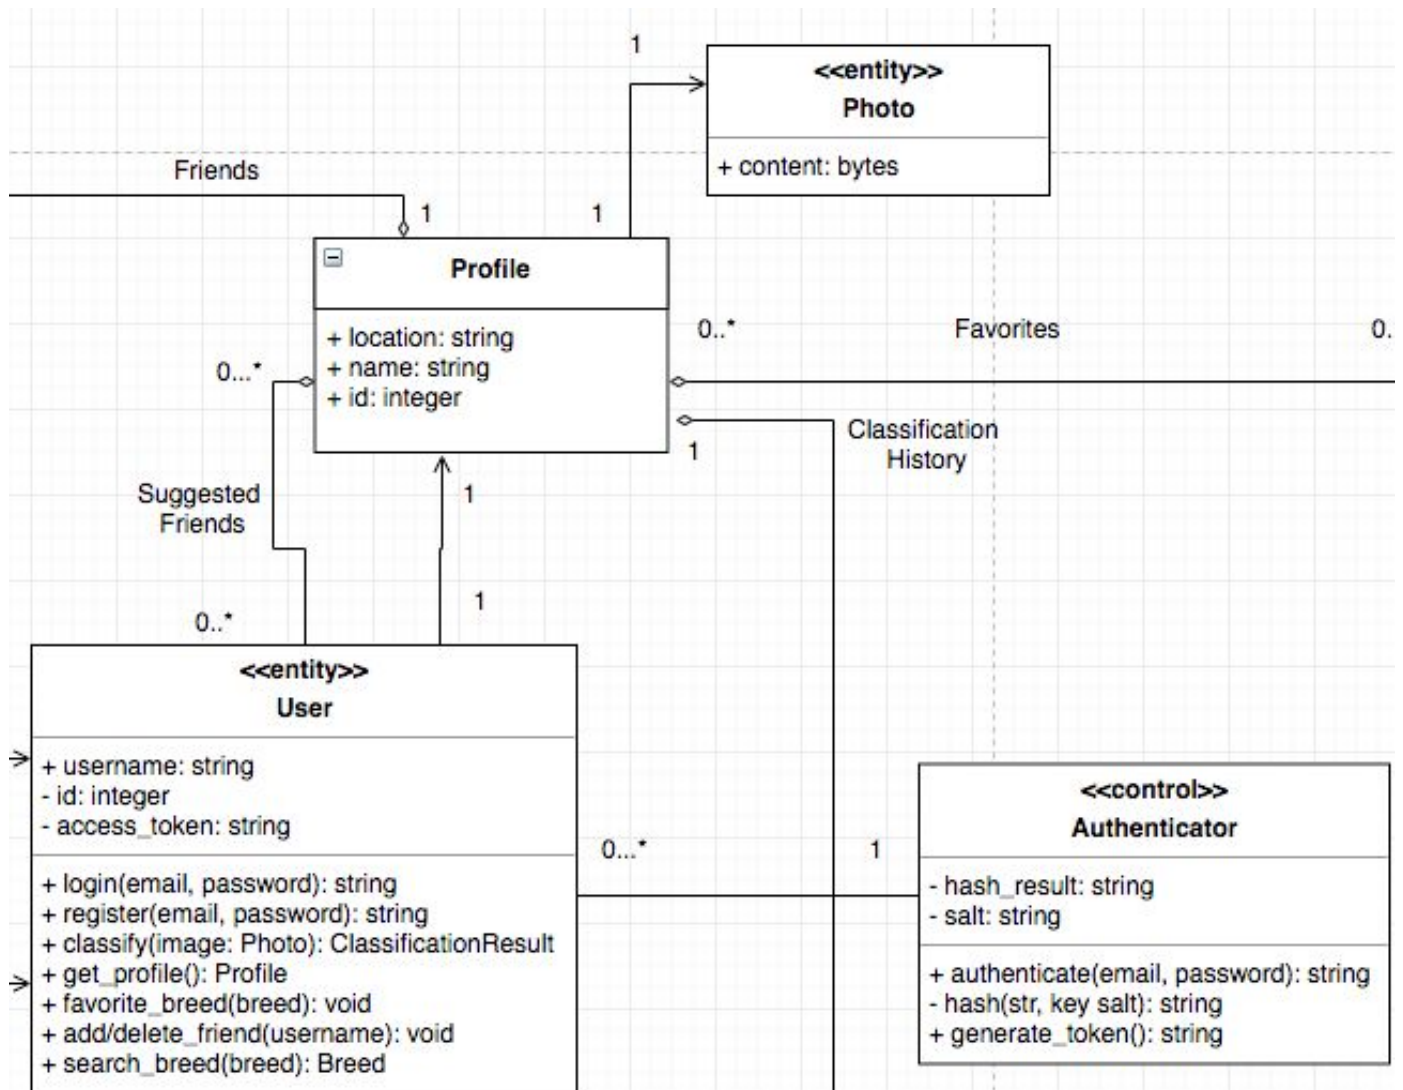 1
<<entity>>
Photo
+ content: bytes
Friends
1
1
Profile
+ location: string
+ name: string
+ id: integer
0..*
Favorites
0.
0...*
Classification
History
1
Suggested
Friends
1
1
0..*
<<entity>>
User
+ username: string
- id: integer
- access_token: string
+ login(email, password): string
+ register(email, password): string
+ classify(image: Photo): ClassificationResult
+ get_profile(): Profile
+ favorite_breed(breed): void
+ add/delete_friend(username): void
+ search_breed(breed): Breed
0...*
1
<<control>>
Authenticator
- hash_result: string
- salt: string
+ authenticate(email, password): string
- hash(str, key salt): string
+ generate_token(): string